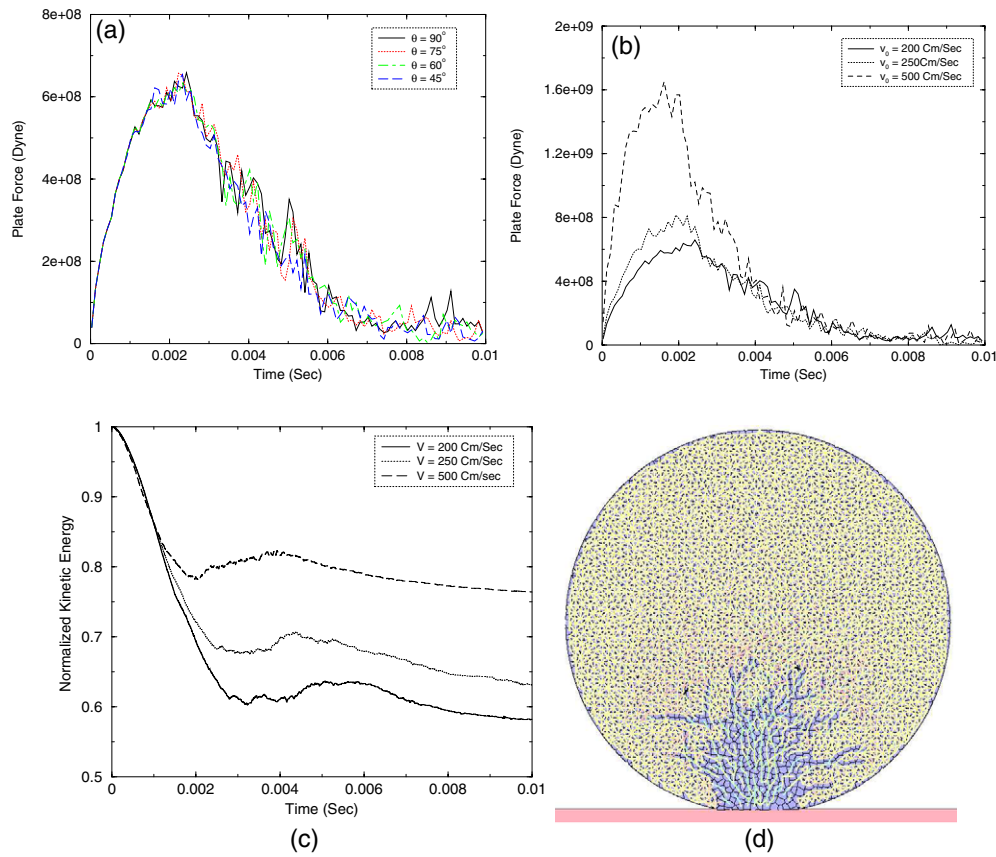 (a)
8e+08
6e+08
4e+08
2e+08
0
Plate Force (Dyne)
θ = 90°
θ = 75°
θ = 60°
θ = 45°
0 0.002 0.004 0.006 0.008 0.01
Time (Sec)
(b)
2e+09
1.6e+09
1.2e+09
8e+08
4e+08
0
Plate Force (Dyne)
v₀ = 200 Cm/Sec
v₀ = 250Cm/Sec
v₀ = 500 Cm/Sec
0 0.002 0.004 0.006 0.008 0.01
Time (Sec)
1
0.9
0.8
0.7
0.6
0.5
Normalized Kinetic Energy
V = 200 Cm/Sec
V = 250 Cm/Sec
V = 500 Cm/sec
0 0.002 0.004 0.006 0.008 0.01
Time (Sec)
(c)
(d)